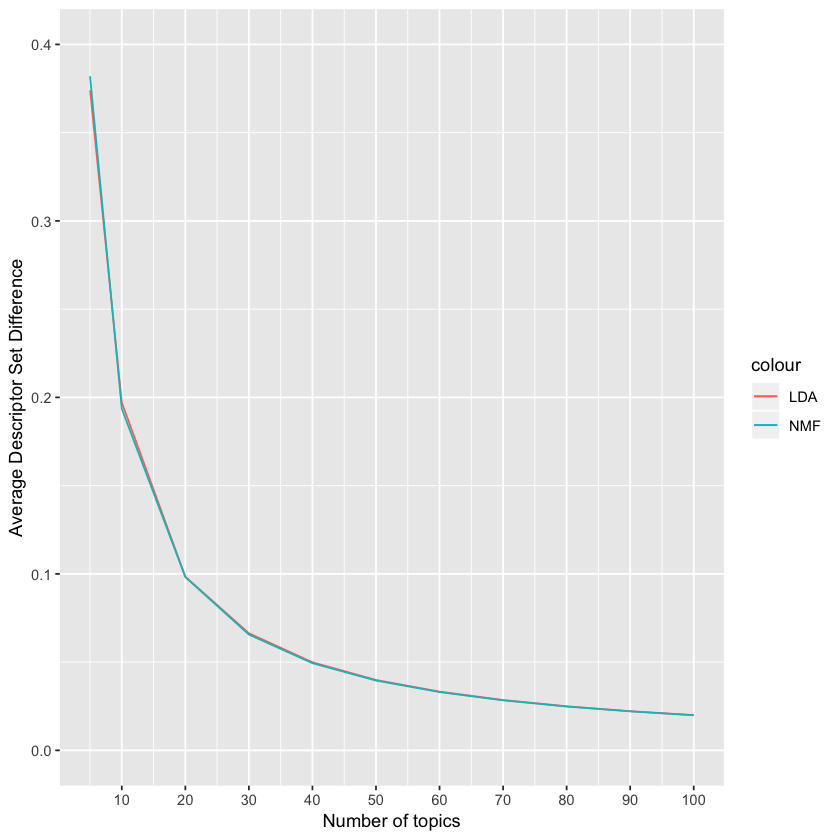 0.4
0.3
0.2
0.1
0.0
Average Descriptor Set Difference
10 20 30 40 50 60 70 80 90 100
Number of topics
colour
LDA
NMF